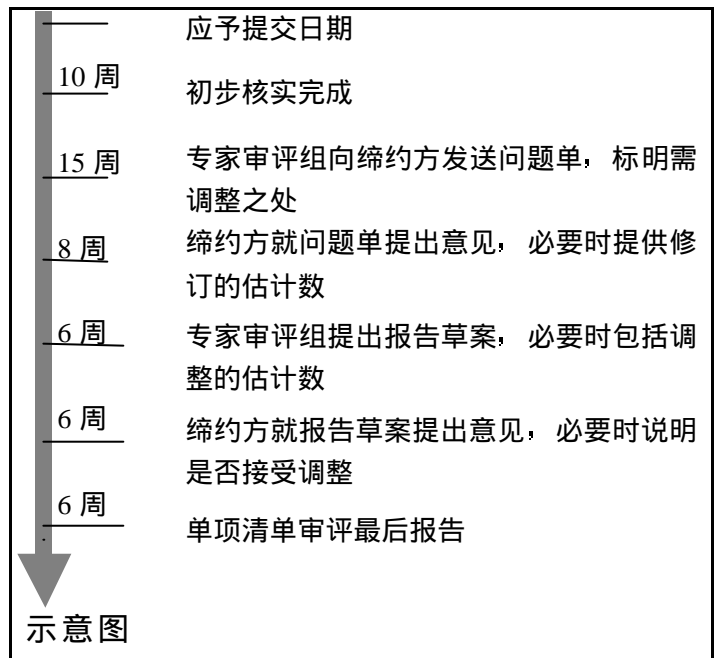 应予提交日期
10 周
初步核实完成
15 周
专家审评组向缔约方发送问题单，标明需
调整之处
8 周
缔约方就问题单提出意见，必要时提供修
订的估计数
6 周
专家审评组提出报告草案，必要时包括调
整的估计数
6 周
缔约方就报告草案提出意见，必要时说明
是否接受调整
6 周
单项清单审评最后报告
示意图